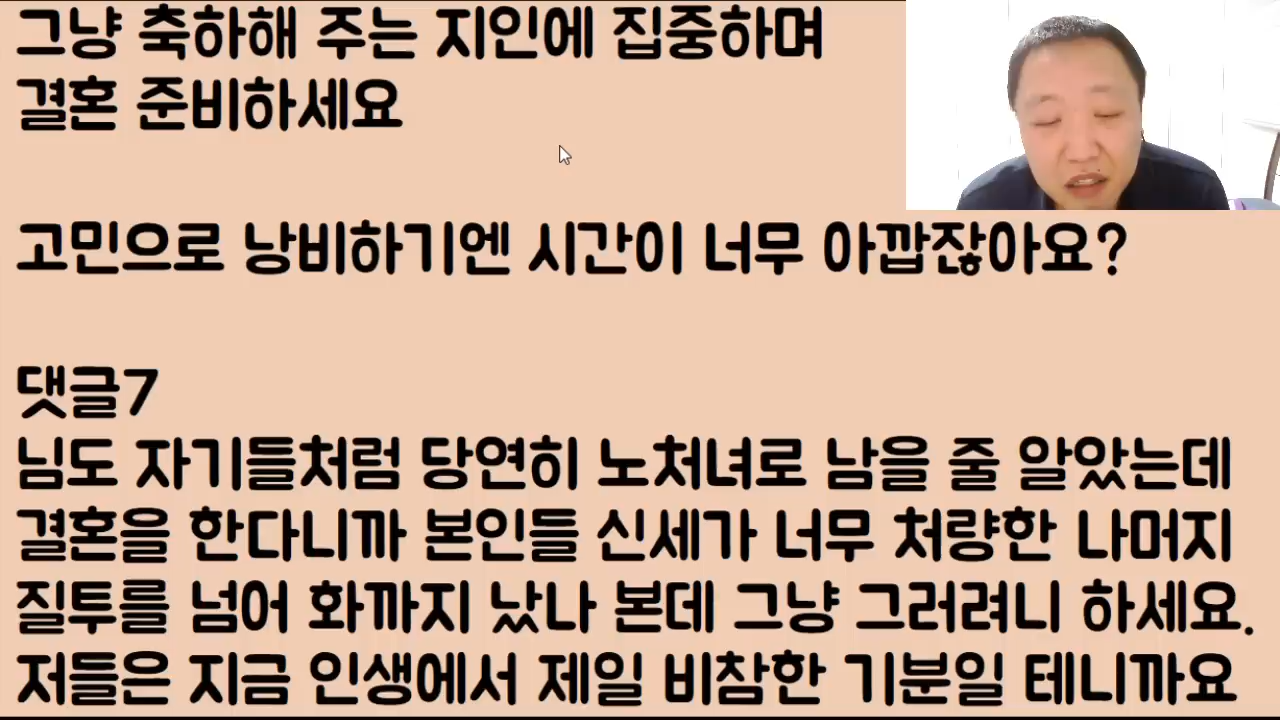 그냥 축하해 주는 지인에 집중하며
결혼 준비하세요
고민으로 낭비하기엔 시간이 너무 아깝잖아요?
댓글7
님도 자기들처럼 당연히 노처녀로 남을 줄 알았는데
결혼을 한다니까 본인들 신세가 너무 처량한 나머지
질투를 넘어 화까지 났나 본데 그냥 그러려니 하세요.
저들은 지금 인생에서 제일 비참한 기분일 테니까요